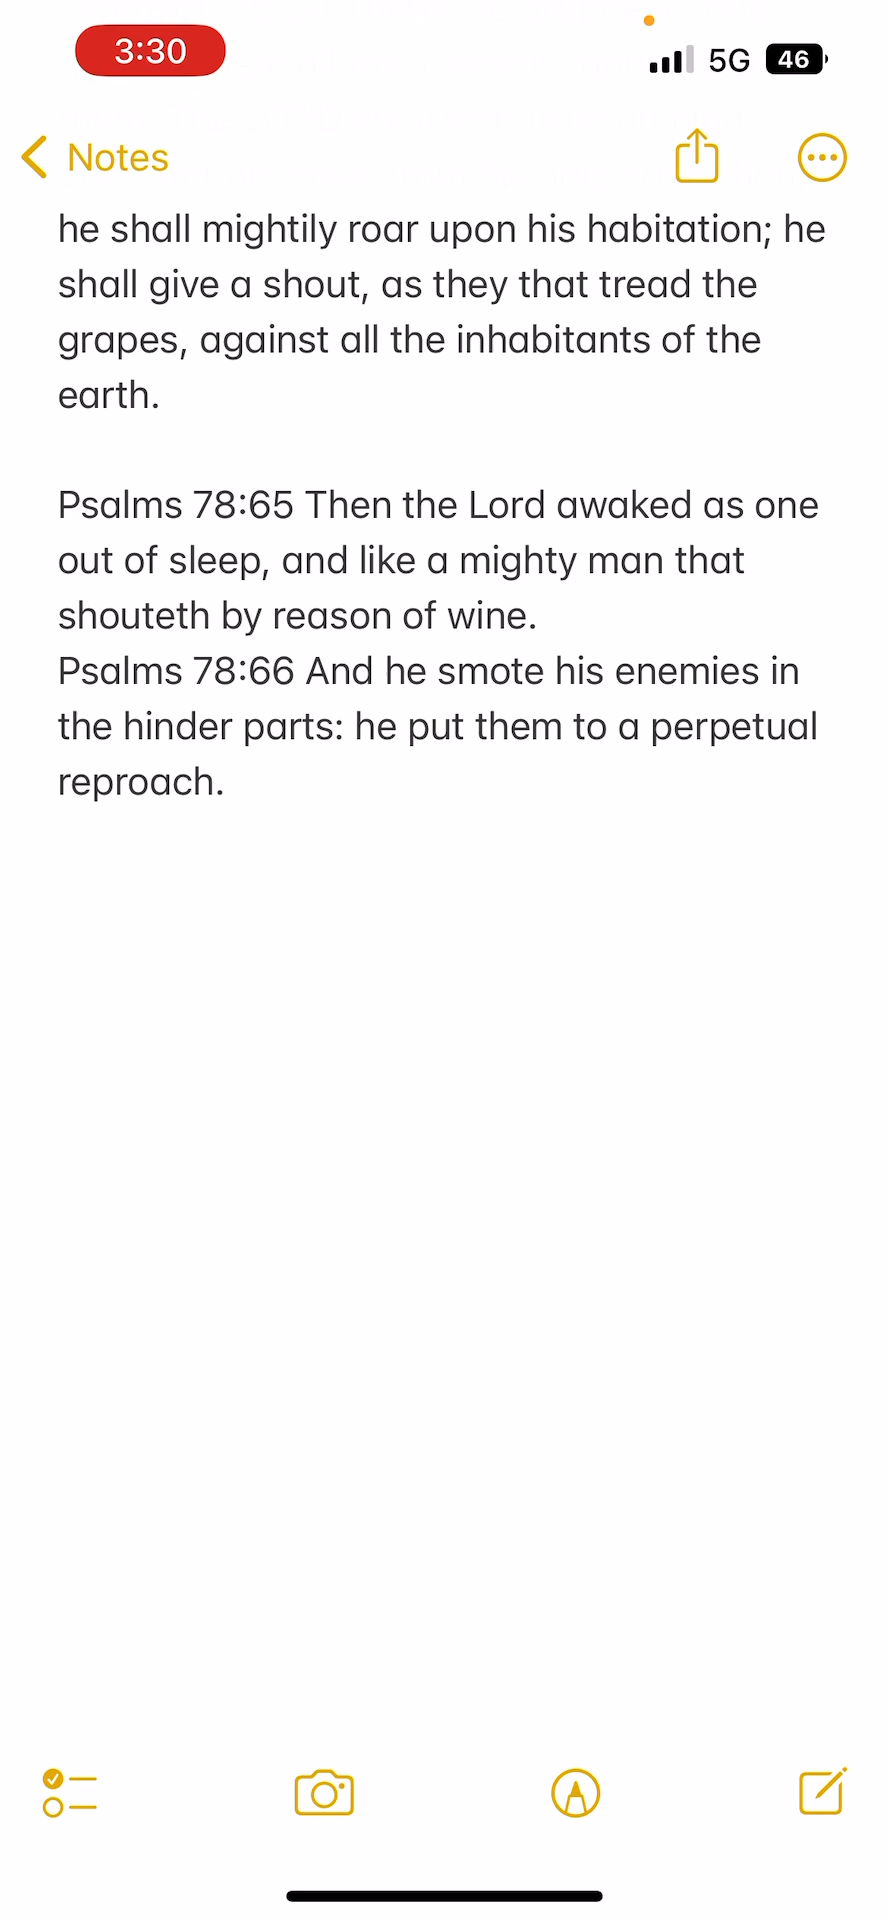 3:30
5G
46
Notes
he shall mightily roar upon his habitation; he
shall give a shout, as they that tread the
grapes, against all the inhabitants of the
earth.
Psalms 78:65 Then the Lord awaked as one
out of sleep, and like a mighty man that
shouteth by reason of wine.
Psalms 78:66 And he smote his enemies in
the hinder parts: he put them to a perpetual
reproach.